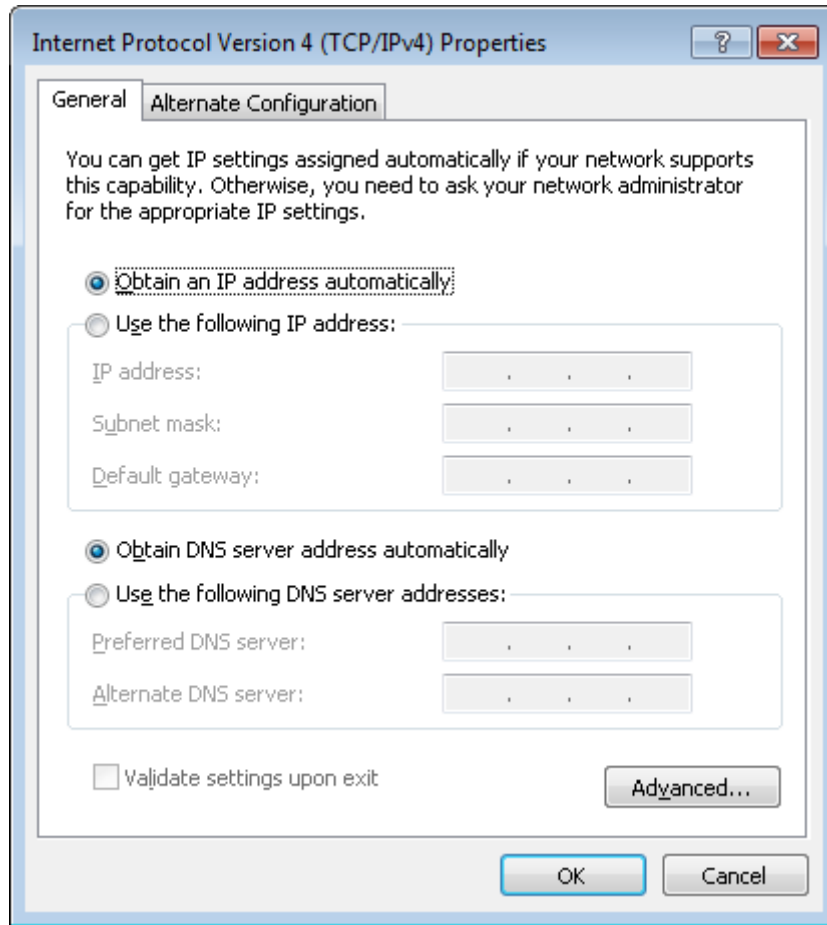 Internet Protocol Version 4 (TCP/IPv4) Properties
?
General
Alternate Configuration
You can get IP settings assigned automatically if your network supports
this capability. Otherwise, you need to ask your network administrator
for the appropriate IP settings.
Obtain an IP address automatically
Use the following IP address:
IP address:
Subnet mask:
Default gateway:
Obtain DNS server address automatically
Use the following DNS server addresses:
Preferred DNS server:
Alternate DNS server:
Validate settings upon exit
Advanced...
OK
Cancel